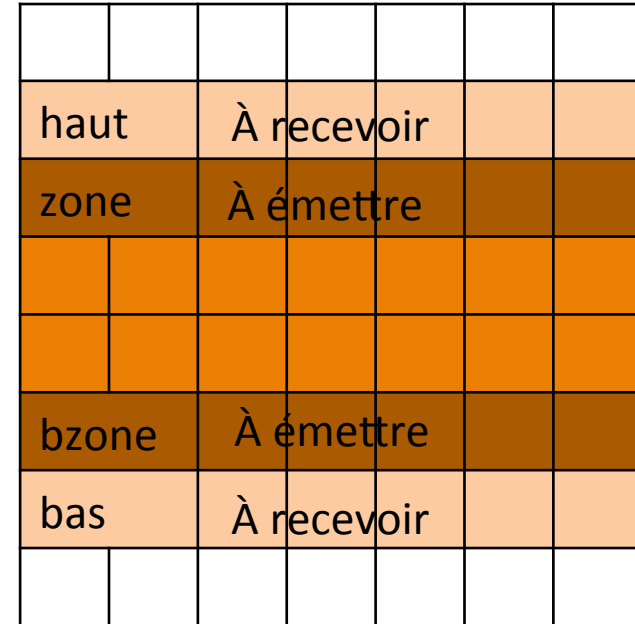 haut À recevoir
zone À émettre
bzone À émettre
bas À recevoir